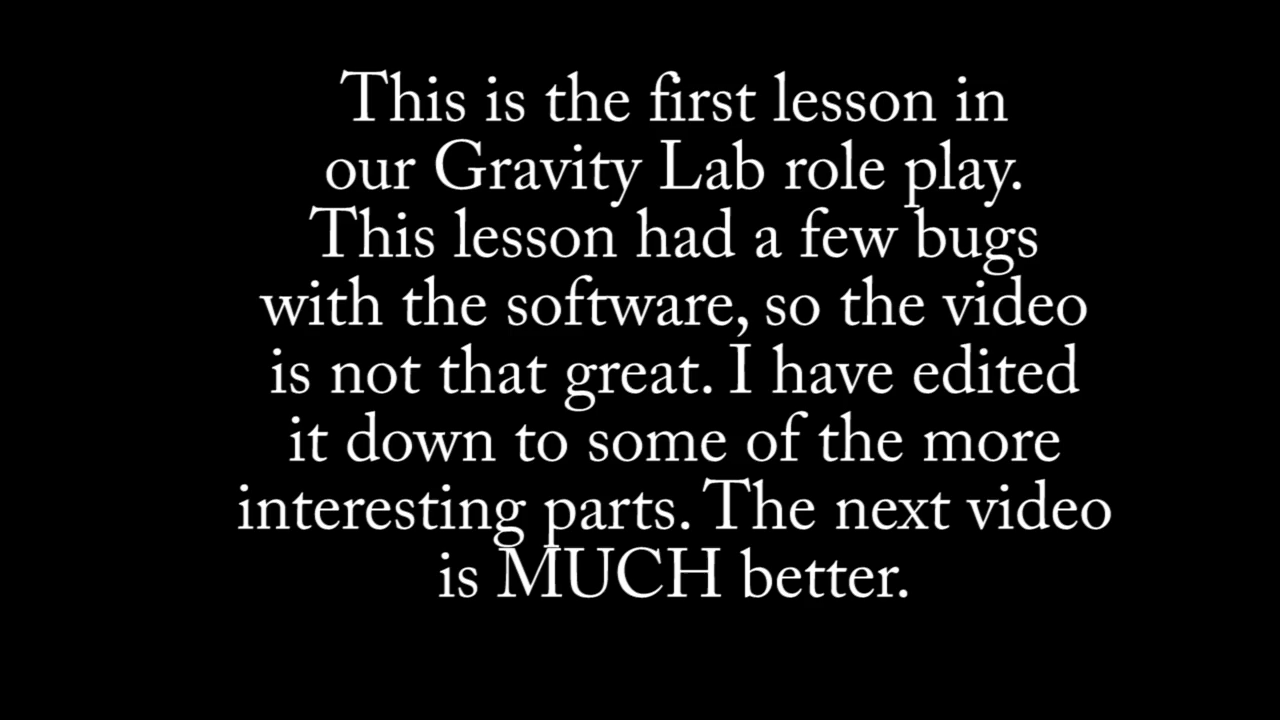 This is the first lesson in
our Gravity Lab role play.
This lesson had a few bugs
with the software, so the video
is not that great. I have edited
it down to some of the more
interesting parts. The next video
is MUCH better.